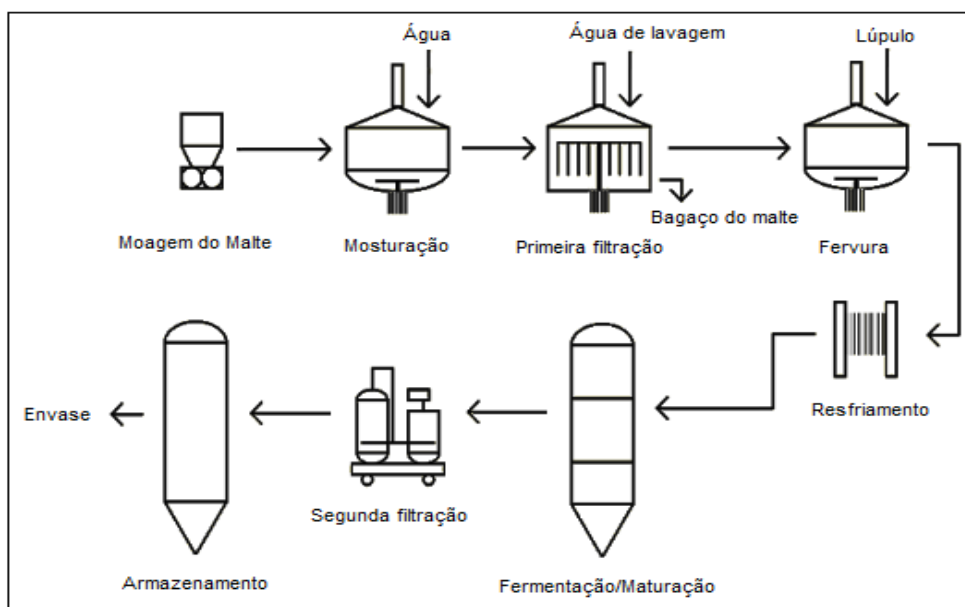 Água
Água de lavagem
Lúpulo
Moagem do Malte
Mosturação
Primeira filtração
Bagaço do malte
Fervura
Resfriamento
Fermentação/Maturação
Segunda filtração
Armazenamento
Envase